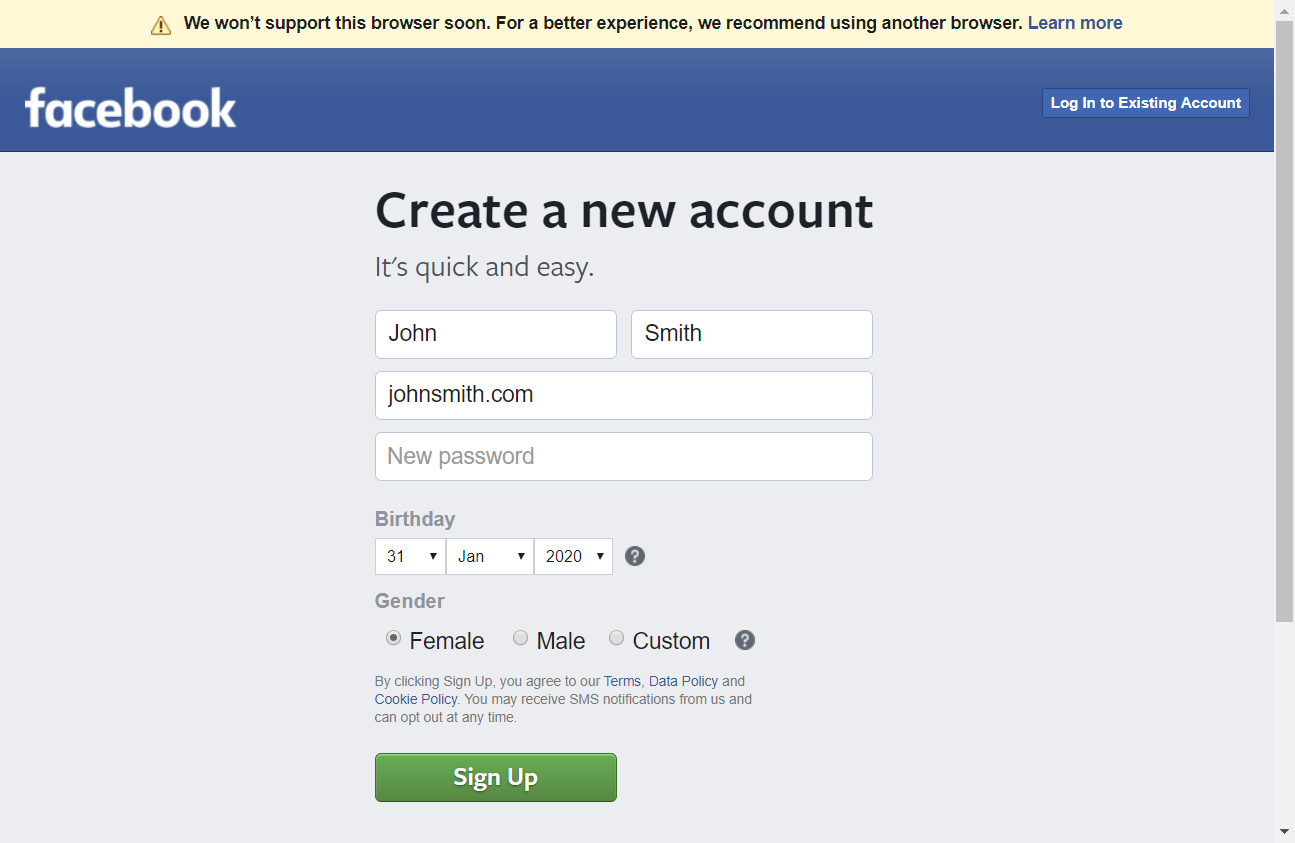 We won’t support this browser soon. For a better experience, we recommend using another browser. Learn more
facebook
Log In to Existing Account
Create a new account
It's quick and easy.
John Smith
johnsmith.com
New password
Birthday
31 Jan 2020
Gender
Female Male Custom
By clicking Sign Up, you agree to our Terms, Data Policy and
Cookie Policy. You may receive SMS notifications from us and
can opt out at any time.
Sign Up